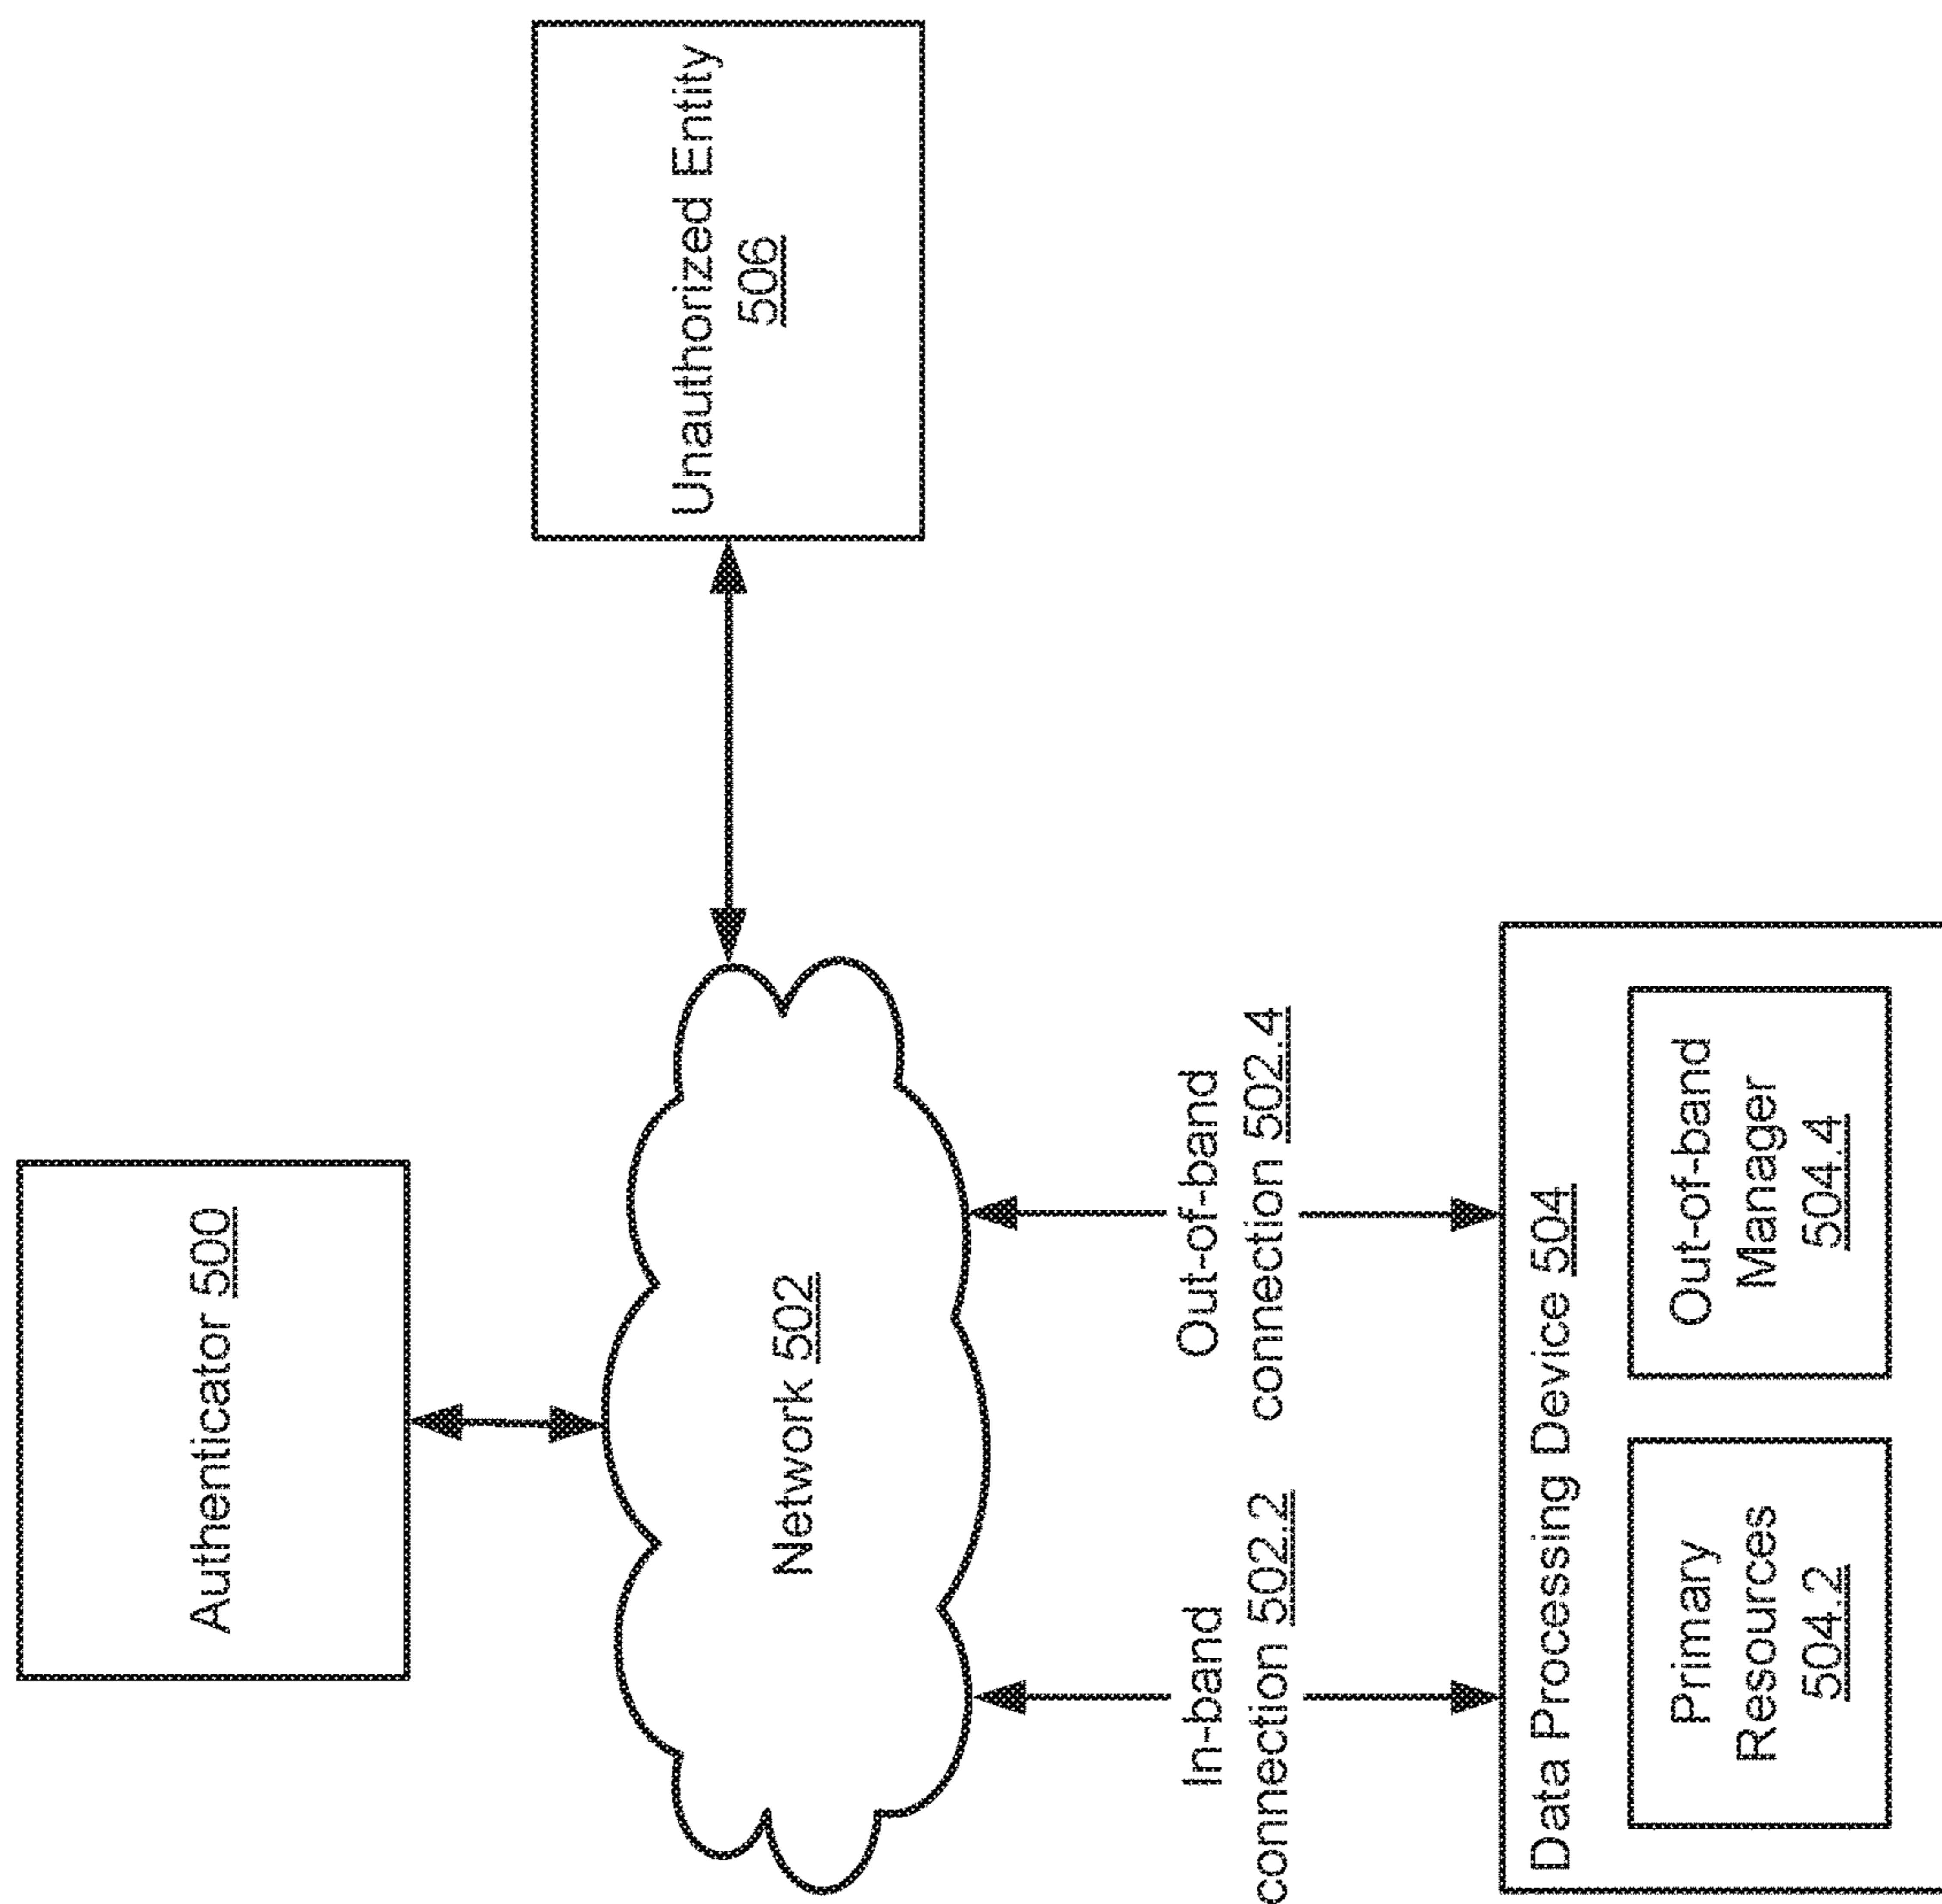 Authenticator 500
Unauthorized Entity
506
Network 502
In-band
connection 502.2
Out-of-band
connection 502.4
Data Processing Device 504
Primary
Resources
504.2
Out-of-band
Manager
504.4